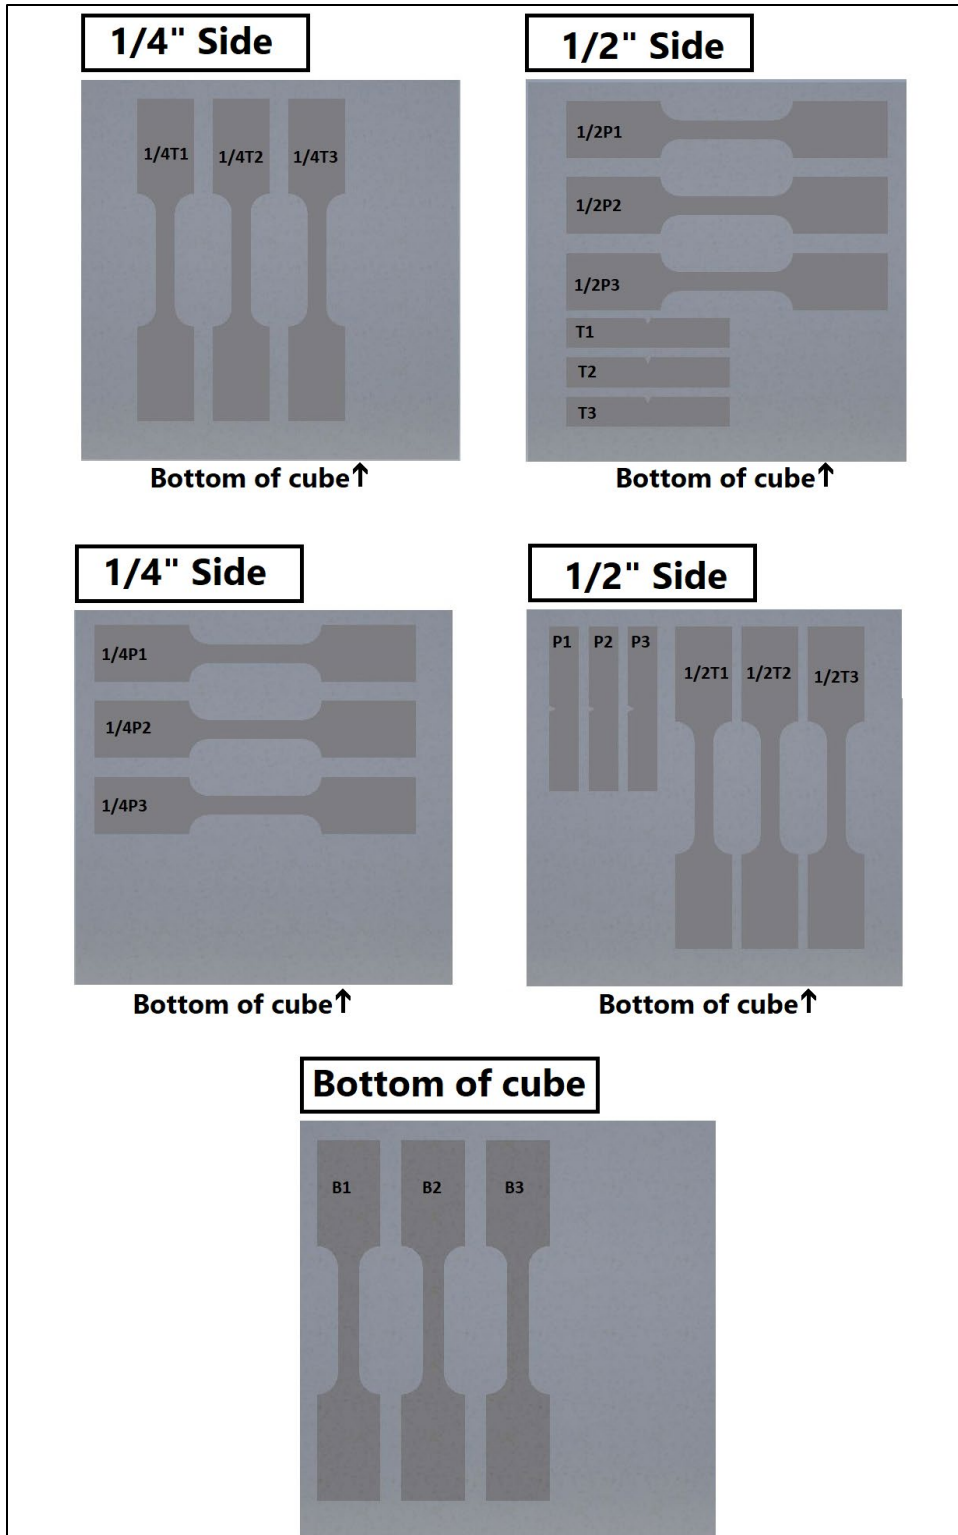 1/4" Side
1/4T1 1/4T2 1/4T3
Bottom of cube↑
1/2" Side
1/2P1
1/2P2
1/2P3
T1
T2
T3
Bottom of cube↑
1/4" Side
1/4P1
1/4P2
1/4P3
Bottom of cube↑
1/2" Side
P1 P2 P3 1/2T1 1/2T2 1/2T3
Bottom of cube↑
Bottom of cube
B1 B2 B3